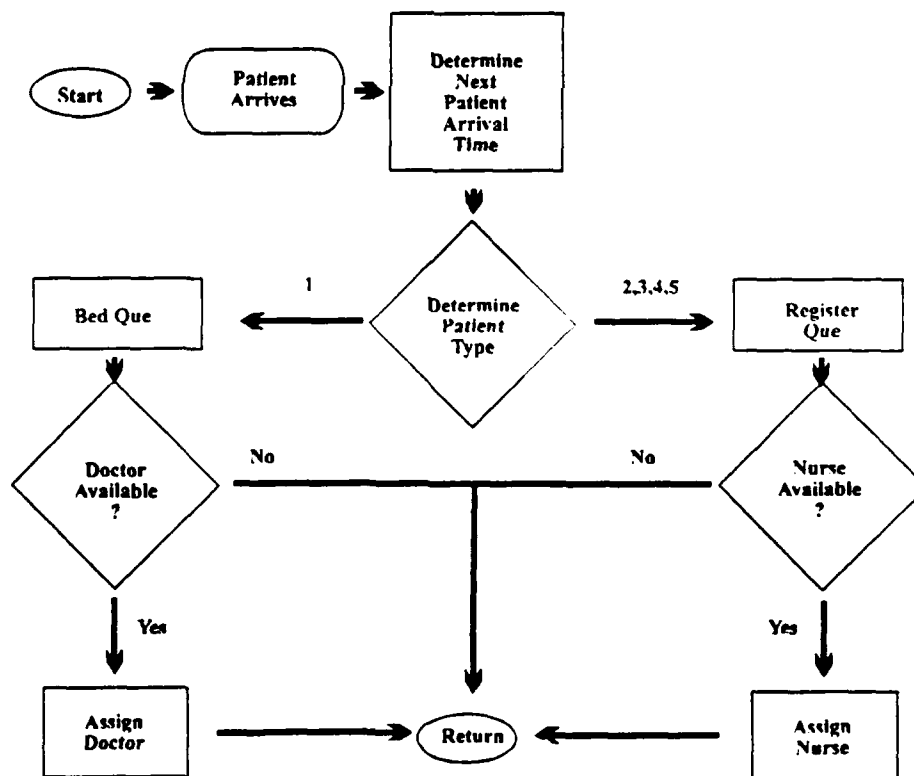 Start
Patient
Arrives
Determine
Next
Patient
Arrival
Time
1
2,3,4,5
Bed Que
Determine
Patient
Type
Register
Que
No
No
Doctor
Available
?
Nurse
Available
?
Yes
Yes
Assign
Doctor
Return
Assign
Nurse